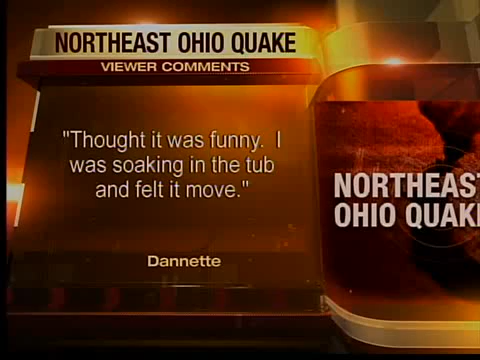 NORTHEAST OHIO QUAKE
VIEWER COMMENTS
"Thought it was funny.  I
was soaking in the tub
and felt it move."
Dannette
NORTHEAST
OHIO QUAKE